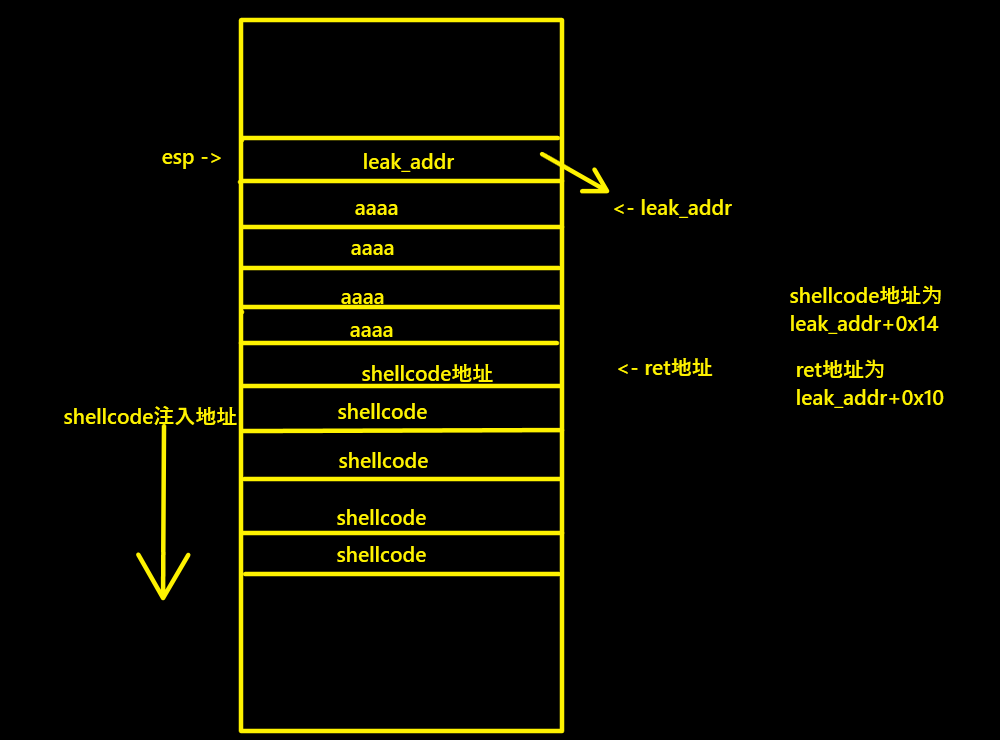 esp ->
leak_addr
aaaa
<- leak_addr
aaaa
aaaa
aaaa
shellcode地址
<- ret地址
shellcode地址为
leak_addr+0x14
ret地址为
leak_addr+0x10
shellcode注入地址
shellcode
shellcode
shellcode
shellcode